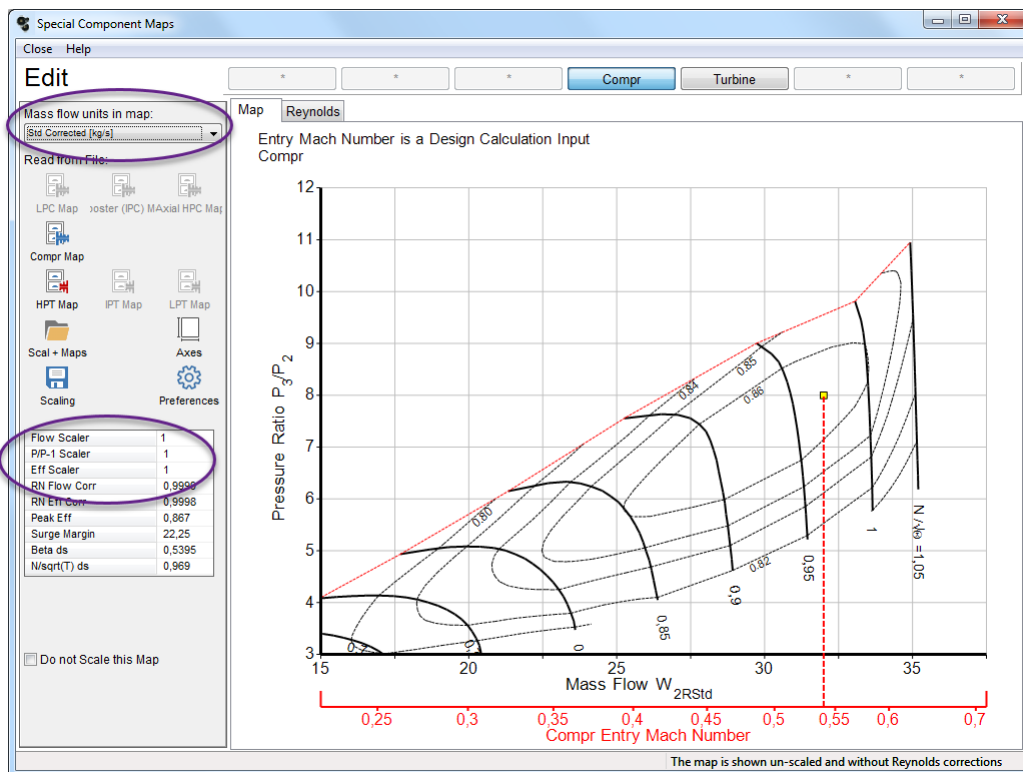 Special Component Maps
Close Help
Edit
* * * Compr Turbine * *
Mass flow units in map:
Std Corrected [kg/s]
Read from File:
LPC Map ooster (IPC) M Axial HPC Map
Compr Map
HPT Map IPT Map LPT Map
Scal + Maps Axes
Scaling Preferences
Flow Scaler 1
P/P-1 Scaler 1
Eff Scaler 1
RN Flow Corr 0,9998
RN Eff Corr 0,9998
Peak Eff 0,867
Surge Margin 22,25
Beta ds 0,5395
N/sqrt(T) ds 0,969
Do not Scale this Map
Map Reynolds
Entry Mach Number is a Design Calculation Input
Compr
12
11
10
9
8
7
6
5
4
3
Pressure Ratio P3/P2
0.84
0.85
0.86
0.80
0.82
0,85
0,9
0,95
1
N /√Θ =1,05
15 20 25 30 35
Mass Flow W2RStd
0,25 0,3 0,35 0,4 0,45 0,5 0,55 0,6 0,7
Compr Entry Mach Number
The map is shown un-scaled and without Reynolds corrections